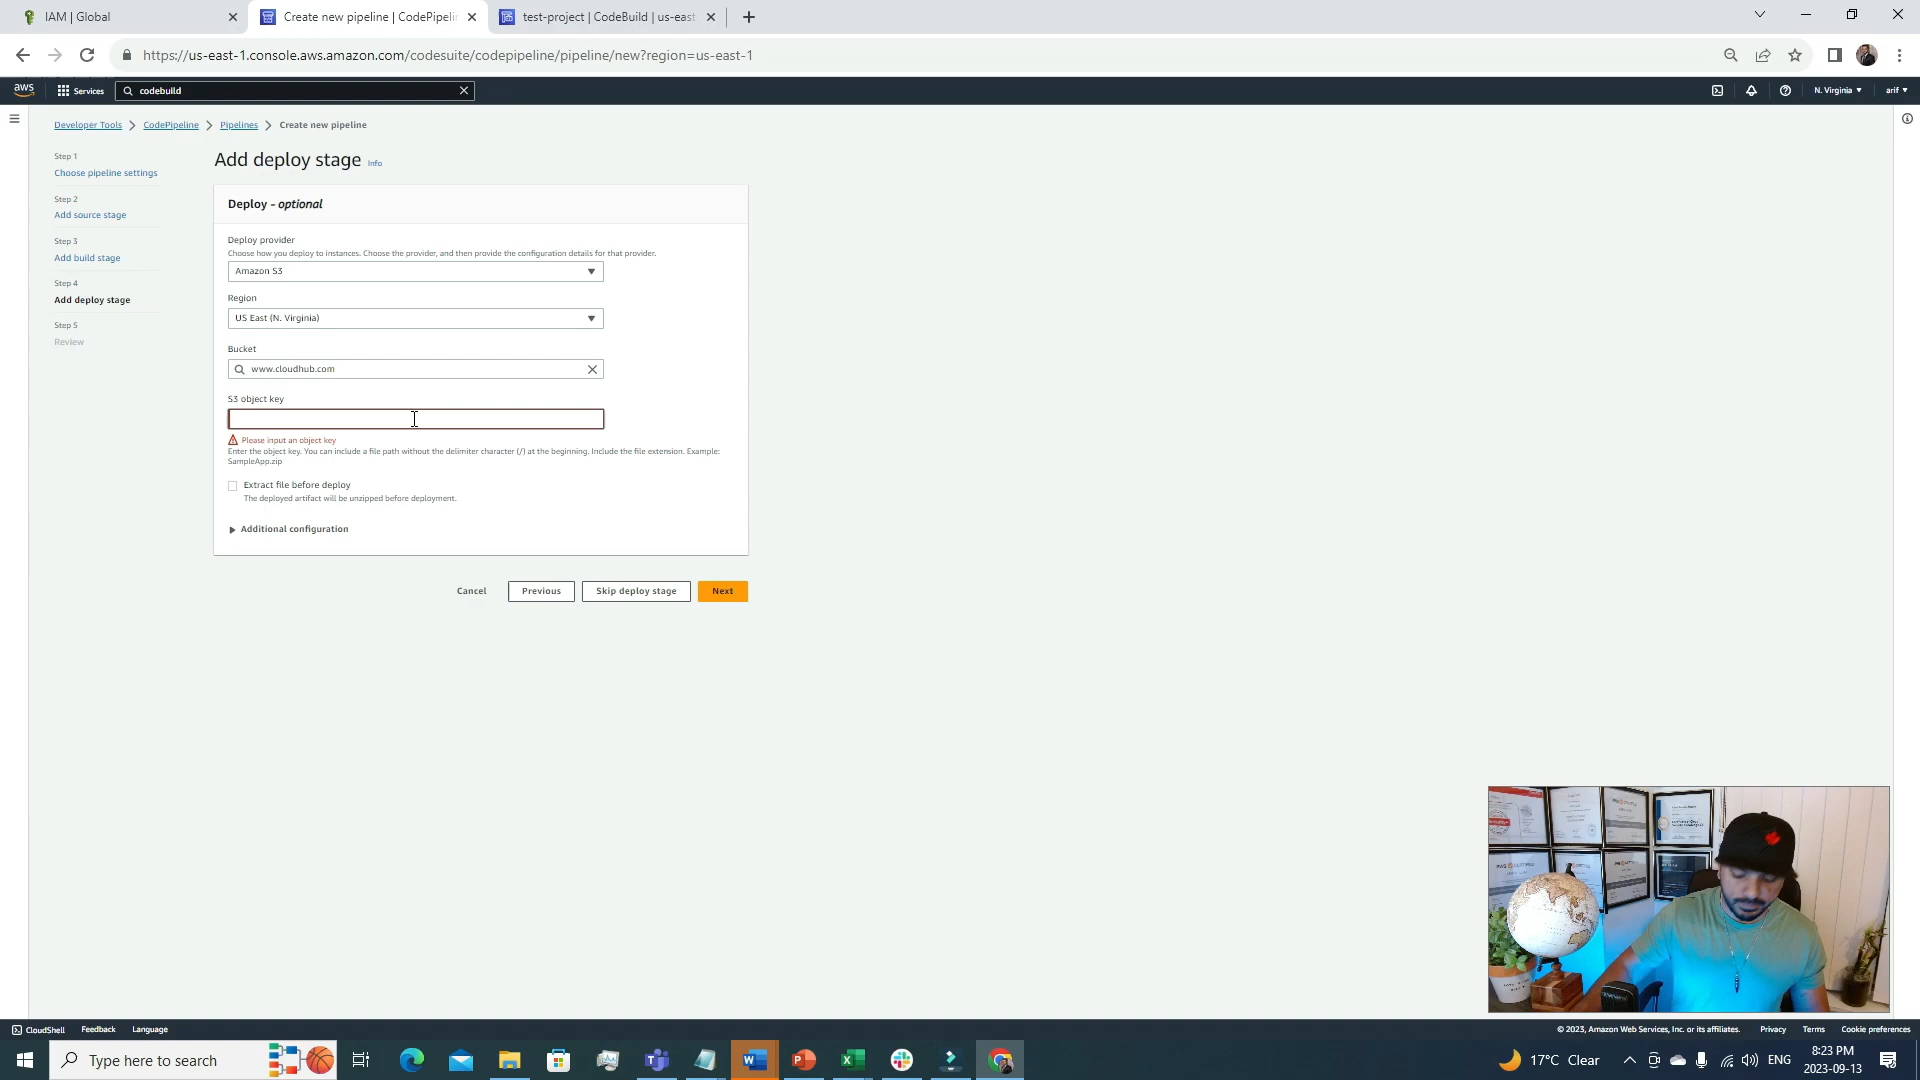 IAM | Global
Create new pipeline | CodePipelin
test-project | CodeBuild | us-east
https://us-east-1.console.aws.amazon.com/codesuite/codepipeline/pipeline/new?region=us-east-1
aws
Services
codebuild
N. Virginia
arif
Developer Tools
CodePipeline
Pipelines
Create new pipeline
Step 1
Choose pipeline settings
Step 2
Add source stage
Step 3
Add build stage
Step 4
Add deploy stage
Step 5
Review
Add deploy stage
Info
Deploy - optional
Deploy provider
Choose how you deploy to instances. Choose the provider, and then provide the configuration details for that provider.
Amazon S3
Region
US East (N. Virginia)
Bucket
www.cloudhub.com
S3 object key
Please input an object key
Enter the object key. You can include a file path without the delimiter character (/) at the beginning. Include the file extension. Example:
SampleApp.zip
Extract file before deploy
The deployed artifact will be unzipped before deployment.
Additional configuration
Cancel
Previous
Skip deploy stage
Next
CloudShell
Feedback
Language
© 2023, Amazon Web Services, Inc. or its affiliates.
Privacy
Terms
Cookie preferences
Type here to search
17°C Clear
ENG
8:23 PM
2023-09-13